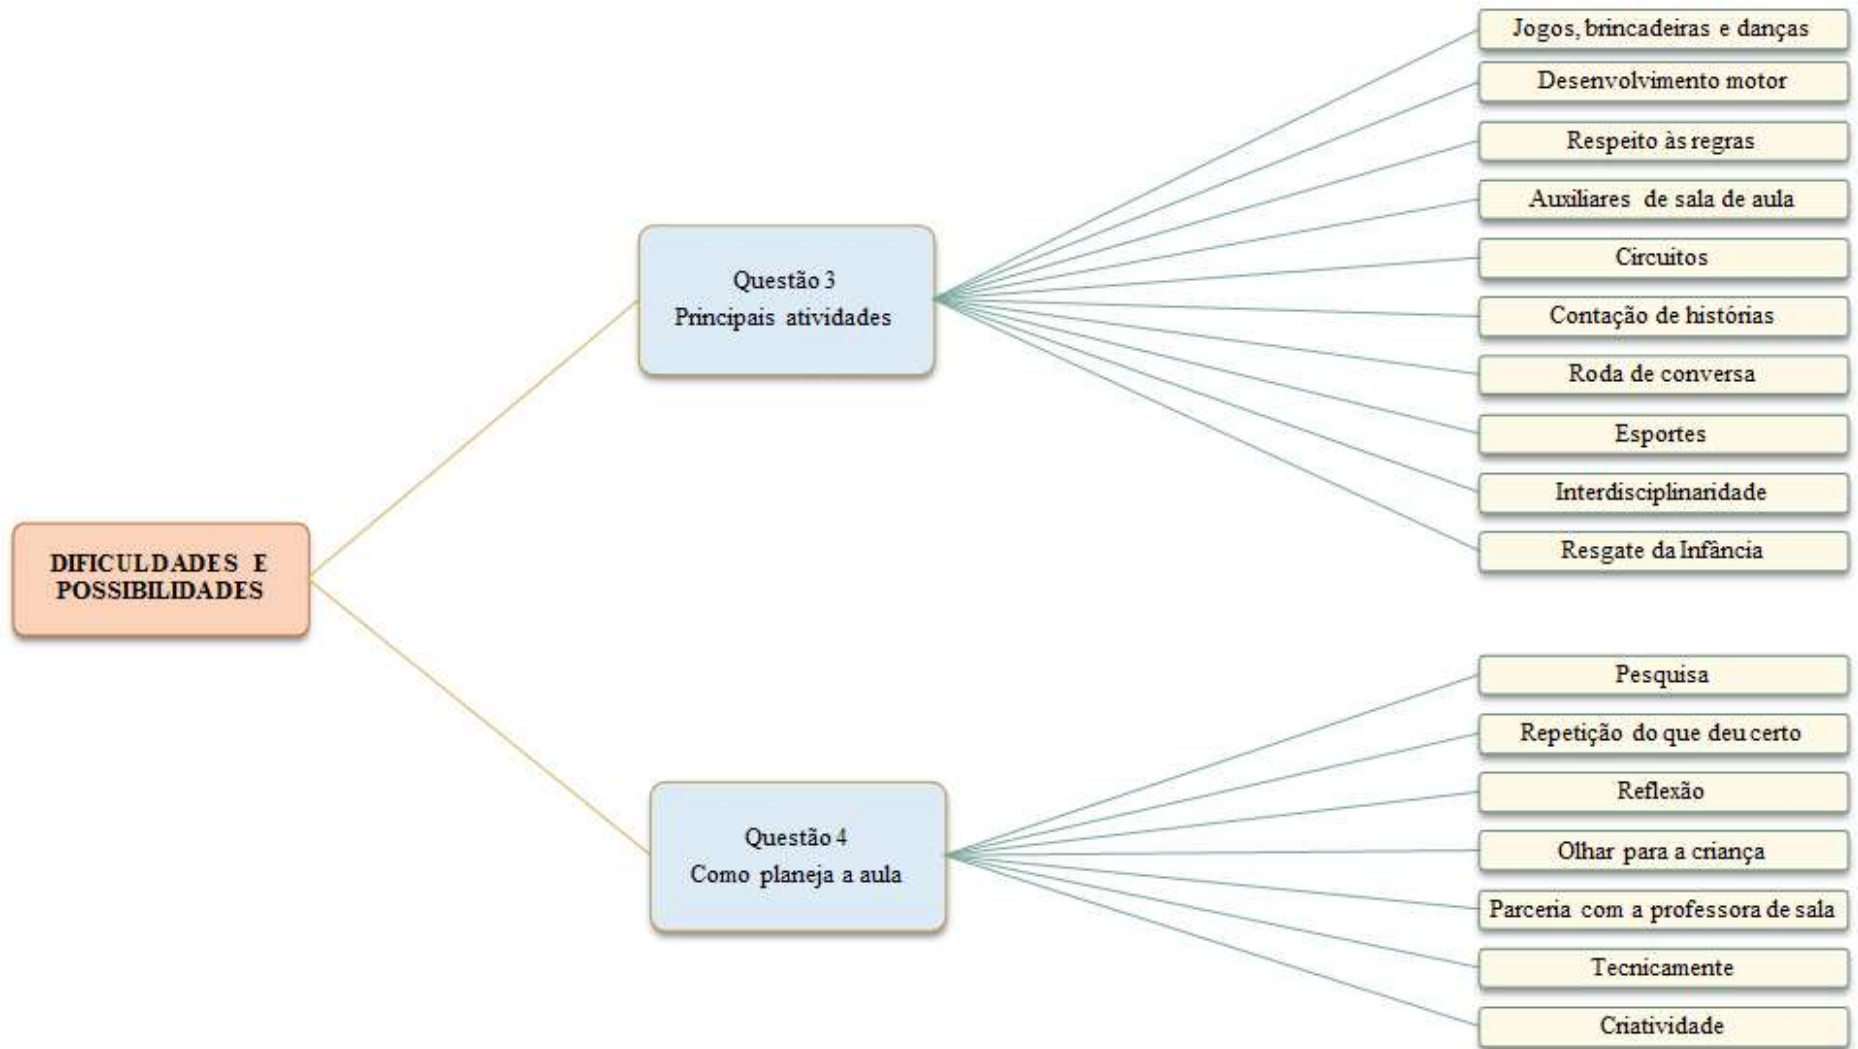 DIFICULDADES E
POSSIBILIDADES
Questão 3
Principais atividades
Jogos, brincadeiras e danças
Desenvolvimento motor
Respeito às regras
Auxiliares de sala de aula
Circuitos
Contação de histórias
Roda de conversa
Esportes
Interdisciplinaridade
Resgate da Infância
Questão 4
Como planeja a aula
Pesquisa
Repetição do que deu certo
Reflexão
Olhar para a criança
Parceria com a professora de sala
Tecnicamente
Criatividade